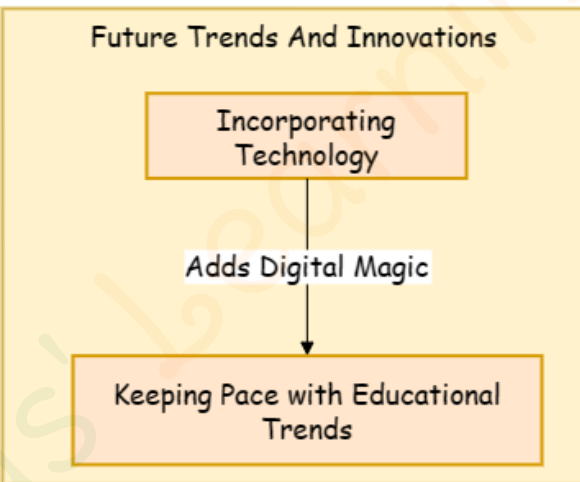 Future Trends And Innovations
Incorporating
Technology
Adds Digital Magic
Keeping Pace with Educational
Trends